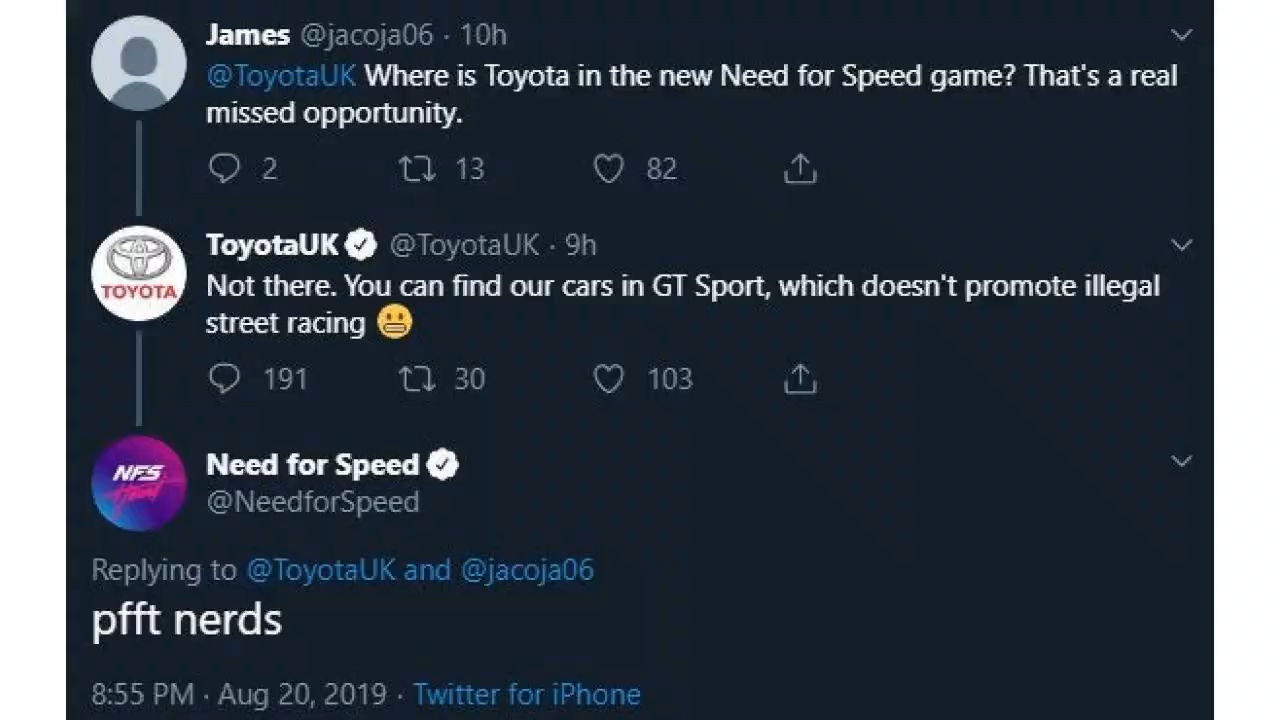 James @jacoja06 · 10h
@ToyotaUK Where is Toyota in the new Need for Speed game? That's a real
missed opportunity.
2 13 82
TOYOTA
ToyotaUK @ToyotaUK · 9h
Not there. You can find our cars in GT Sport, which doesn't promote illegal
street racing 😬
191 30 103
NFS
Heat
Need for Speed
@NeedforSpeed
Replying to @ToyotaUK and @jacoja06
pfft nerds
8:55 PM · Aug 20, 2019 · Twitter for iPhone